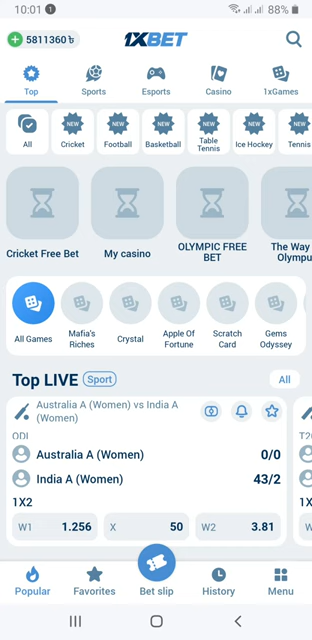 10:01 1 88%
5811360 ৳ 1XBET
Top Sports Esports Casino 1xGames
NEW NEW NEW NEW NEW NEW
All Cricket Football Basketball Table Tennis Ice Hockey Tennis
Cricket Free Bet My casino OLYMPIC FREE BET The Way Olympu
All Games Mafia's Riches Crystal Apple Of Fortune Scratch Card Gems Odyssey
Top LIVE Sport All
Australia A (Women) vs India A (Women)
ODI T2
Australia A (Women) 0/0
India A (Women) 43/2
1X2 1X
W1 1.256 X 50 W2 3.81 W
Popular Favorites Bet slip History Menu